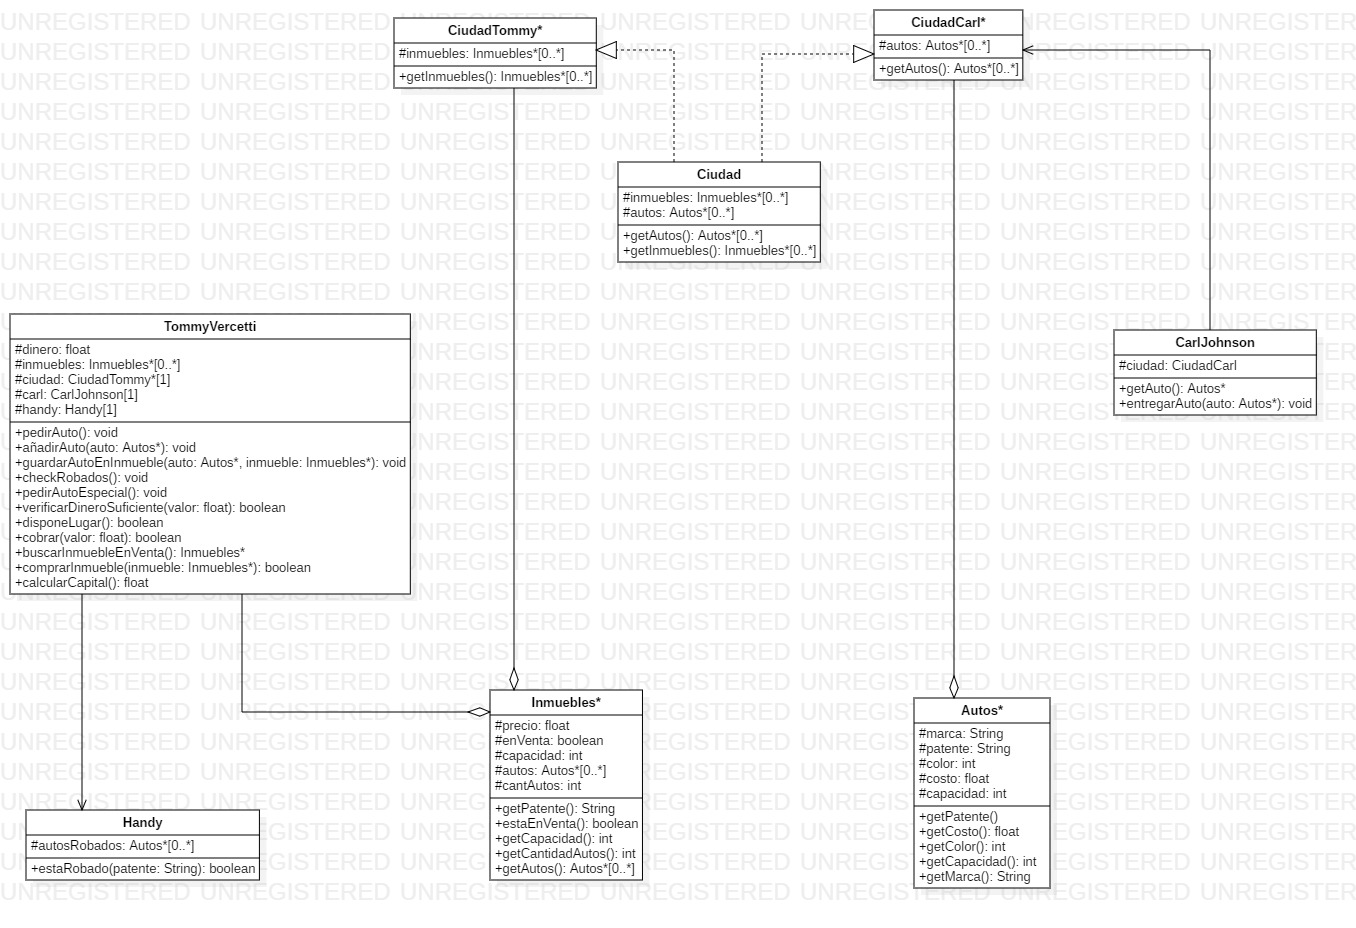 CiudadTommy*
#inmuebles: Inmuebles*[0..*]
+getInmuebles(): Inmuebles*[0..*]
CiudadCarl*
#autos: Autos*[0..*]
+getAutos(): Autos*[0..*]
Ciudad
#inmuebles: Inmuebles*[0..*]
#autos: Autos*[0..*]
+getAutos(): Autos*[0..*]
+getInmuebles(): Inmuebles*[0..*]
TommyVercetti
#dinero: float
#inmuebles: Inmuebles*[0..*]
#ciudad: CiudadTommy*[1]
#carl: CarlJohnson[1]
#handy: Handy[1]
+pedirAuto(): void
+añadirAuto(auto: Autos*): void
+guardarAutoEnInmueble(auto: Autos*, inmueble: Inmuebles*): void
+checkRobados(): void
+pedirAutoEspecial(): void
+verificarDineroSuficiente(valor: float): boolean
+disponeLugar(): boolean
+cobrar(valor: float): boolean
+buscarInmuebleEnVenta(): Inmuebles*
+comprarInmueble(inmueble: Inmuebles*): boolean
+calcularCapital(): float
CarlJohnson
#ciudad: CiudadCarl
+getAuto(): Autos*
+entregarAuto(auto: Autos*): void
Handy
#autosRobados: Autos*[0..*]
+estaRobado(patente: String): boolean
Inmuebles*
#precio: float
#enVenta: boolean
#capacidad: int
#autos: Autos*[0..*]
#cantAutos: int
+getPatente(): String
+estaEnVenta(): boolean
+getCapacidad(): int
+getCantidadAutos(): int
+getAutos(): Autos*[0..*]
Autos*
#marca: String
#patente: String
#color: int
#costo: float
#capacidad: int
+getPatente()
+getCosto(): float
+getColor(): int
+getCapacidad(): int
+getMarca(): String
UNREGISTERED